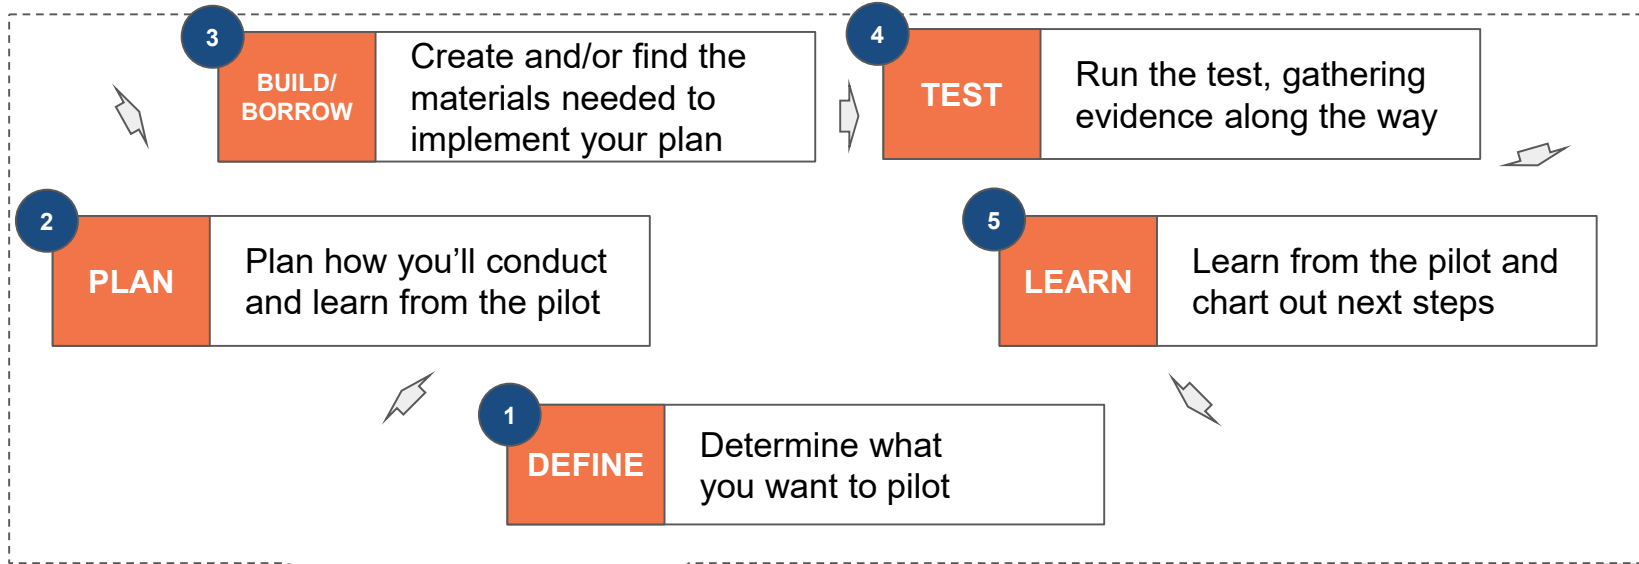 3
BUILD/
BORROW
Create and/or find the
materials needed to
implement your plan
4
TEST
Run the test, gathering
evidence along the way
2
PLAN
Plan how you’ll conduct
and learn from the pilot
5
LEARN
Learn from the pilot and
chart out next steps
1
DEFINE
Determine what
you want to pilot